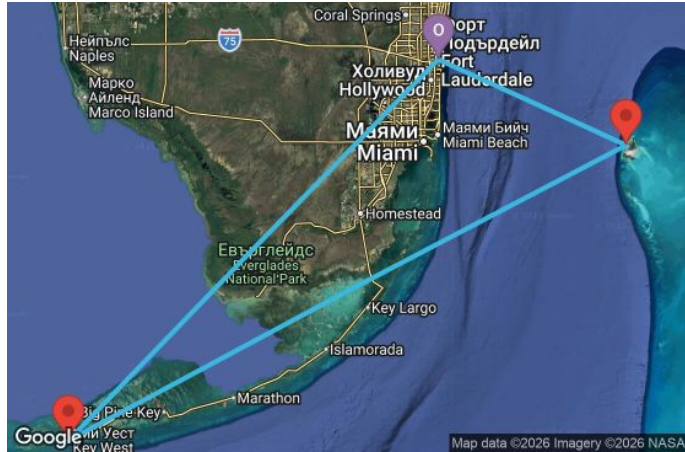 Coral Springs
75
Нейпълс
Naples
О
Форт
Лодърдейл
Fort
Lauderdale
Холивуд
Hollywood
Марко
Айленд
Marco Island
Маями
Miami
Маями Бийч
Miami Beach
Homestead
Евърглейдс
Everglades
National Park
Key Largo
Islamorada
Marathon
Big Pine Key
Google
Уест
Key West
Map data ©2026 Imagery ©2026 NASA